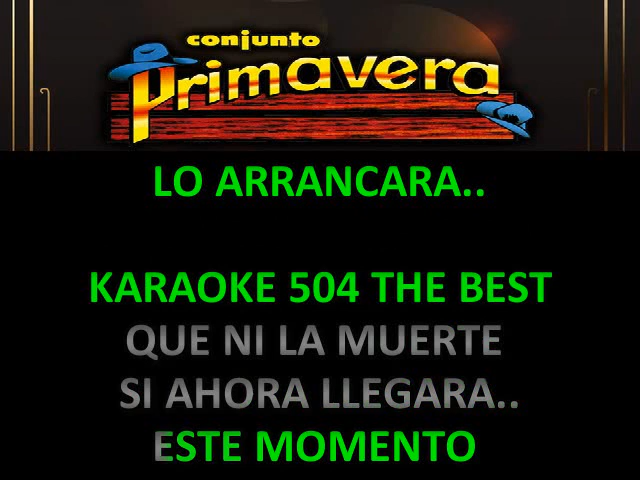 conjunto
Primavera
LO ARRANCARA..
KARAOKE 504 THE BEST
QUE NI LA MUERTE
SI AHORA LLEGARA..
ESTE MOMENTO